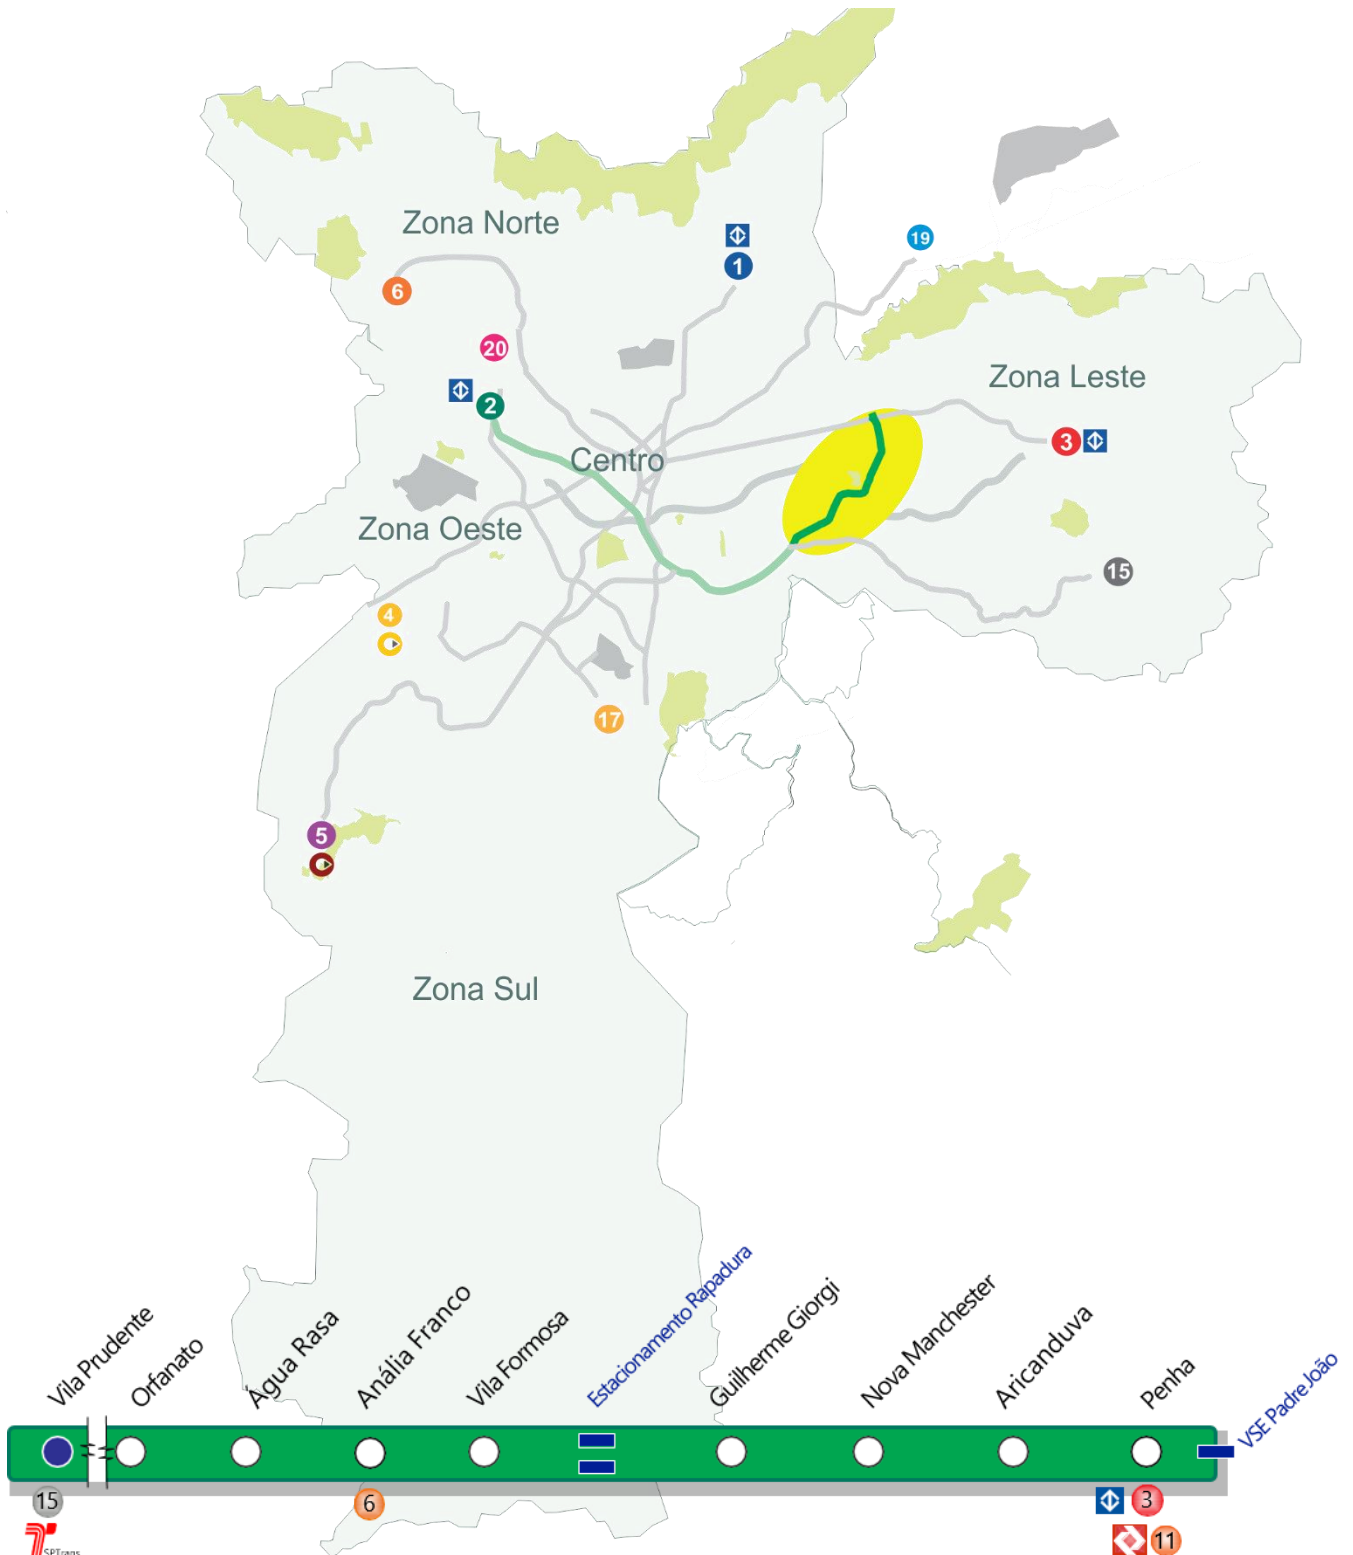 Zona Norte
19
1
6
20
Zona Leste
2
3
Centro
Zona Oeste
15
4
17
5
Zona Sul
Vila Prudente
Orfanato
Água Rasa
Anália Franco
Vila Formosa
Estacionamento Rapadura
Guilherme Giorgi
Nova Manchester
Aricanduva
Penha
VSE Padre João
15
6
3
SPTrans
11